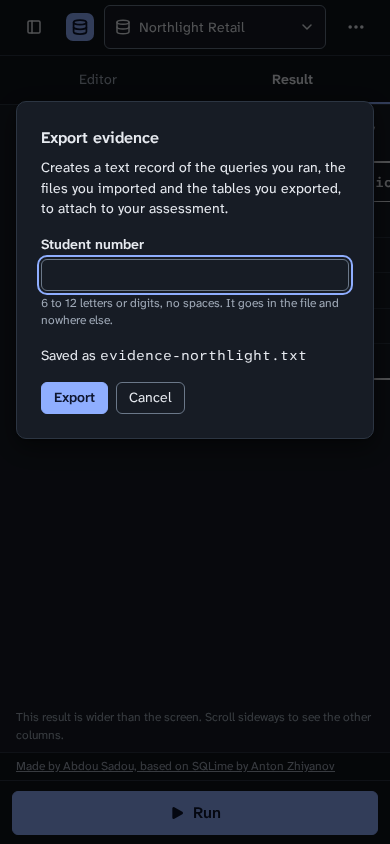 Northlight Retail
Editor
Result
Export evidence
Creates a text record of the queries you ran, the
files you imported and the tables you exported,
to attach to your assessment.
Student number
6 to 12 letters or digits, no spaces. It goes in the file and
nowhere else.
Saved as evidence-northlight.txt
Export
Cancel
This result is wider than the screen. Scroll sideways to see the other
columns.
Made by Abdou Sadou, based on SQLime by Anton Zhiyanov
Run